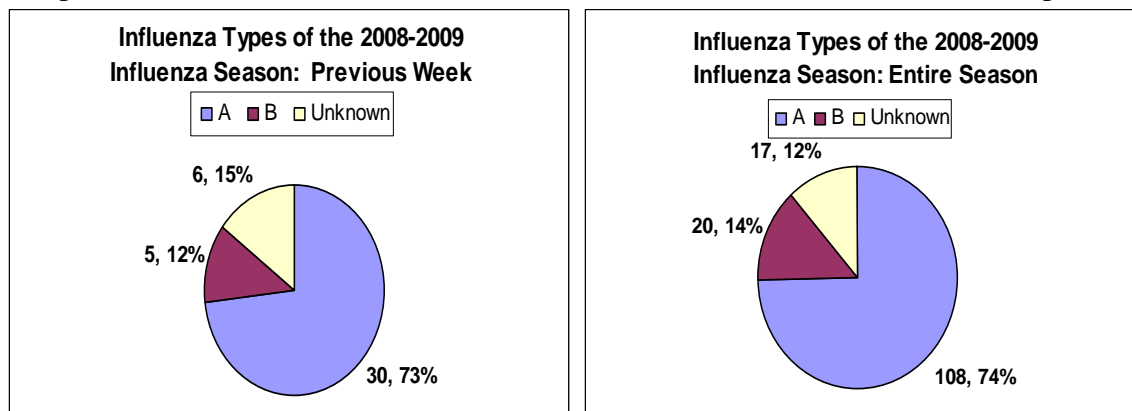 Influenza Types of the 2008-2009
Influenza Season: Previous Week
A B Unknown
6, 15%
5, 12%
30, 73%
Influenza Types of the 2008-2009
Influenza Season: Entire Season
A B Unknown
17, 12%
20, 14%
108, 74%